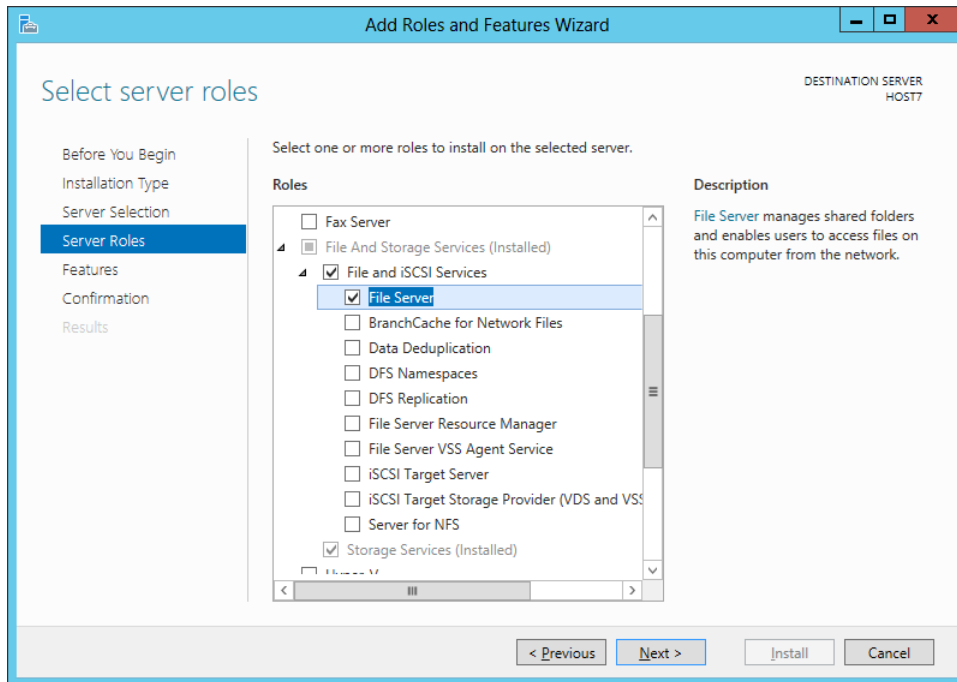 Add Roles and Features Wizard
Select server roles
DESTINATION SERVER
HOST7
Before You Begin
Installation Type
Server Selection
Server Roles
Features
Confirmation
Results
Select one or more roles to install on the selected server.
Roles
Fax Server
File And Storage Services (Installed)
File and iSCSI Services
File Server
BranchCache for Network Files
Data Deduplication
DFS Namespaces
DFS Replication
File Server Resource Manager
File Server VSS Agent Service
iSCSI Target Server
iSCSI Target Storage Provider (VDS and VSS
Server for NFS
Storage Services (Installed)
Description
File Server manages shared folders
and enables users to access files on
this computer from the network.
< Previous
Next >
Install
Cancel